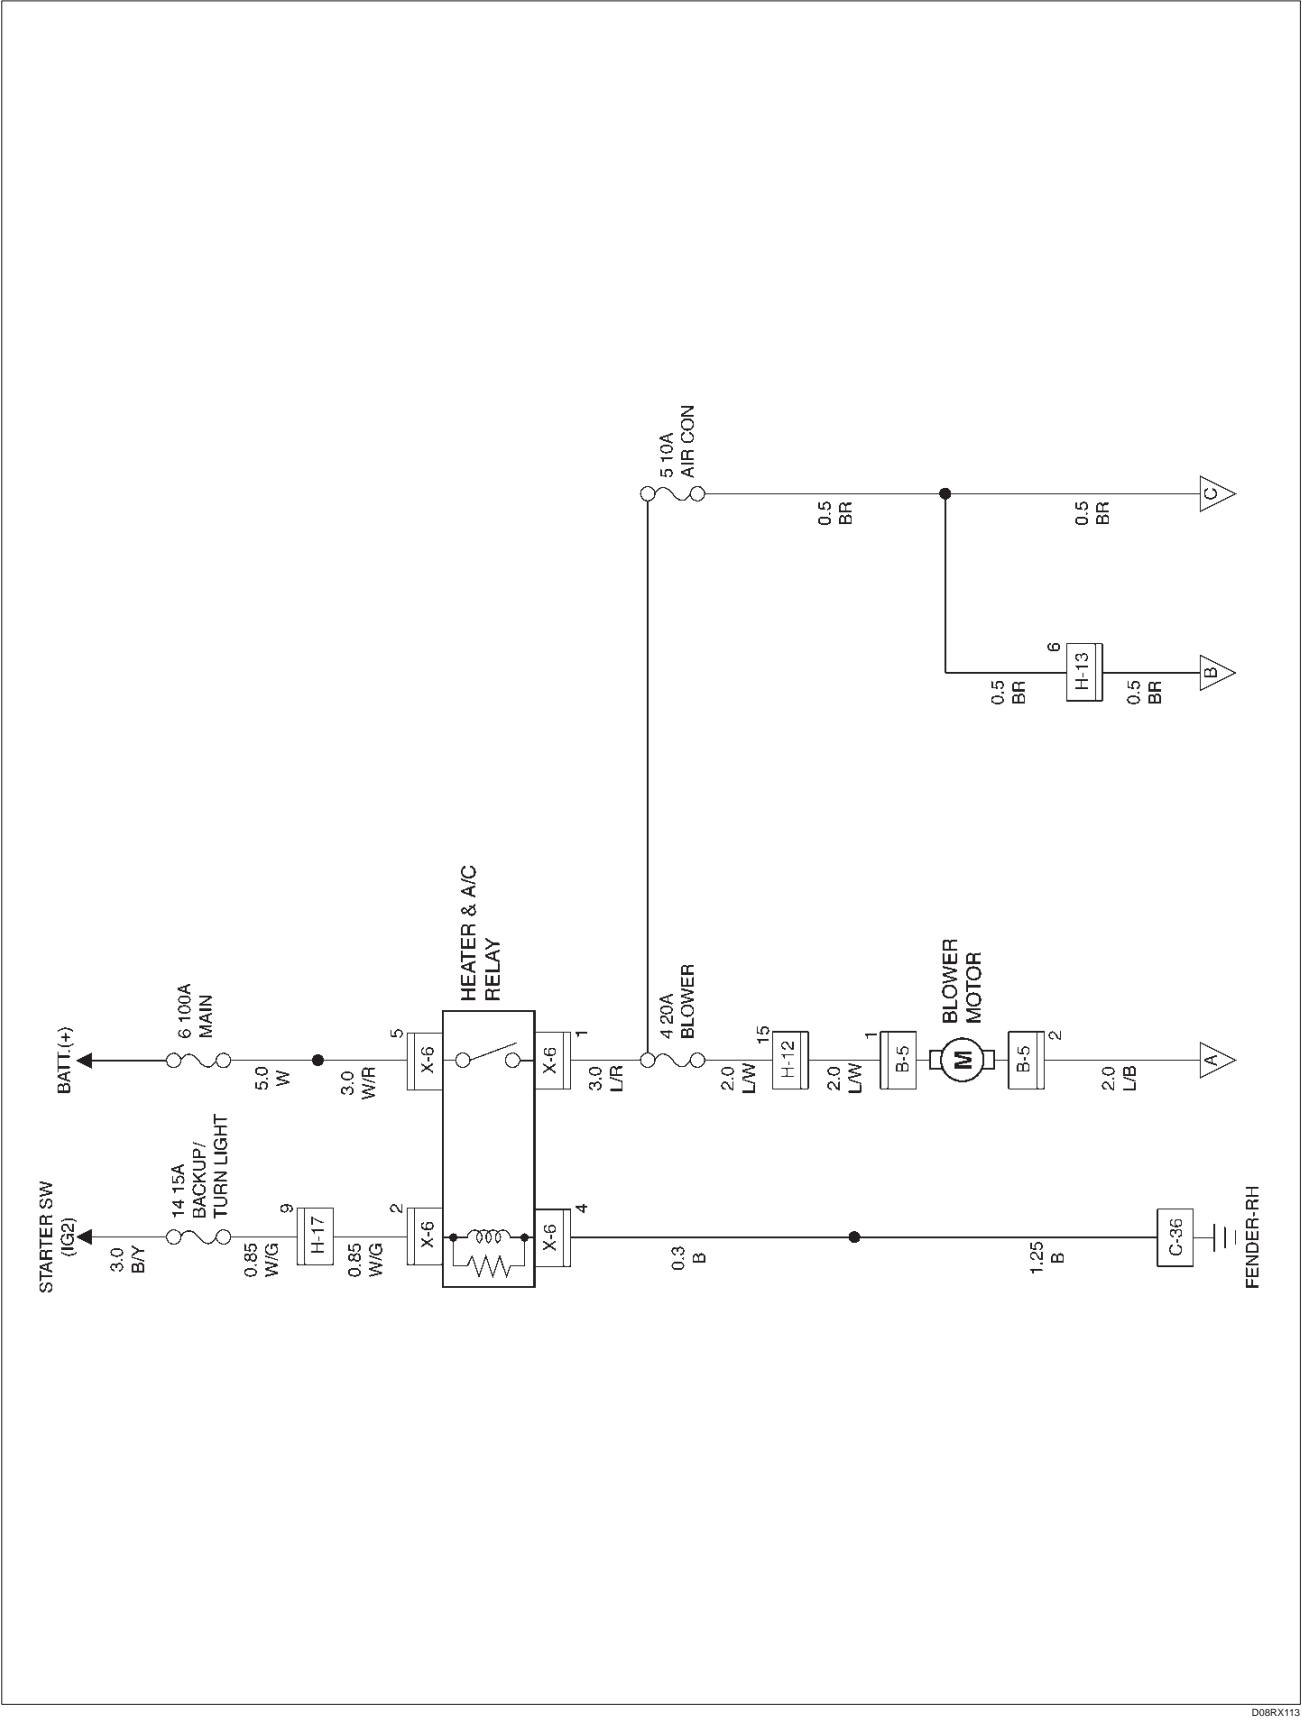 STARTER SW
(IG2)
3.0
B/Y
14 15A
BACKUP/
TURN LIGHT
0.85
W/G
9
H-17
0.85
W/G
2
X-6
BATT.(+)
6 100A
MAIN
5.0
W
3.0
W/R
5
X-6
HEATER & A/C
RELAY
X-6
4
X-6
1
0.3
B
1.25
B
C-36
FENDER-RH
3.0
L/R
4 20A
BLOWER
2.0
L/W
15
H-12
2.0
L/W
1
B-5
M
BLOWER
MOTOR
B-5
2
2.0
L/B
A
5 10A
AIR CON
0.5
BR
0.5
BR
6
H-13
0.5
BR
B
0.5
BR
C
D08RX113